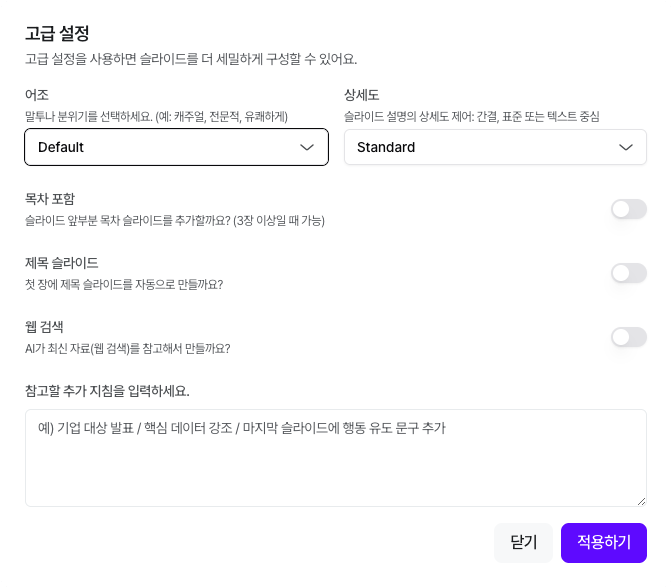 고급 설정
고급 설정을 사용하면 슬라이드를 더 세밀하게 구성할 수 있어요.
어조
말투나 분위기를 선택하세요. (예: 캐주얼, 전문적, 유쾌하게)
Default
상세도
슬라이드 설명의 상세도 제어: 간결, 표준 또는 텍스트 중심
Standard
목차 포함
슬라이드 앞부분 목차 슬라이드를 추가할까요? (3장 이상일 때 가능)
제목 슬라이드
첫 장에 제목 슬라이드를 자동으로 만들까요?
웹 검색
AI가 최신 자료(웹 검색)를 참고해서 만들까요?
참고할 추가 지침을 입력하세요.
예) 기업 대상 발표 / 핵심 데이터 강조 / 마지막 슬라이드에 행동 유도 문구 추가
닫기
적용하기